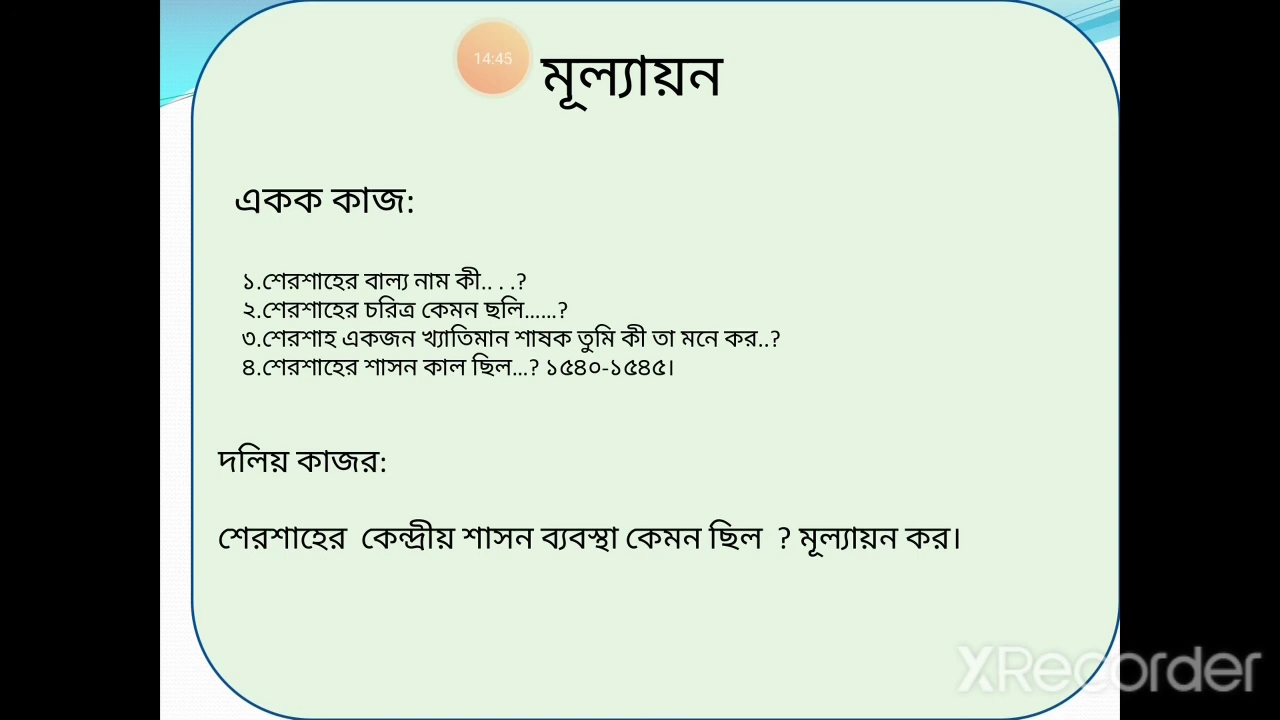 14:45
মূল্যায়ন
একক কাজ:
১.শেরশাহের বাল্য নাম কী.. . .?
২.শেরশাহের চরিত্র কেমন ছলি......?
৩.শেরশাহ একজন খ্যাতিমান শাষক তুমি কী তা মনে কর..?
৪.শেরশাহের শাসন কাল ছিল...? ১৫৪০-১৫৪৫।
দলিয় কাজর:
শেরশাহের কেন্দ্রীয় শাসন ব্যবস্থা কেমন ছিল ? মূল্যায়ন কর।
XRecorder